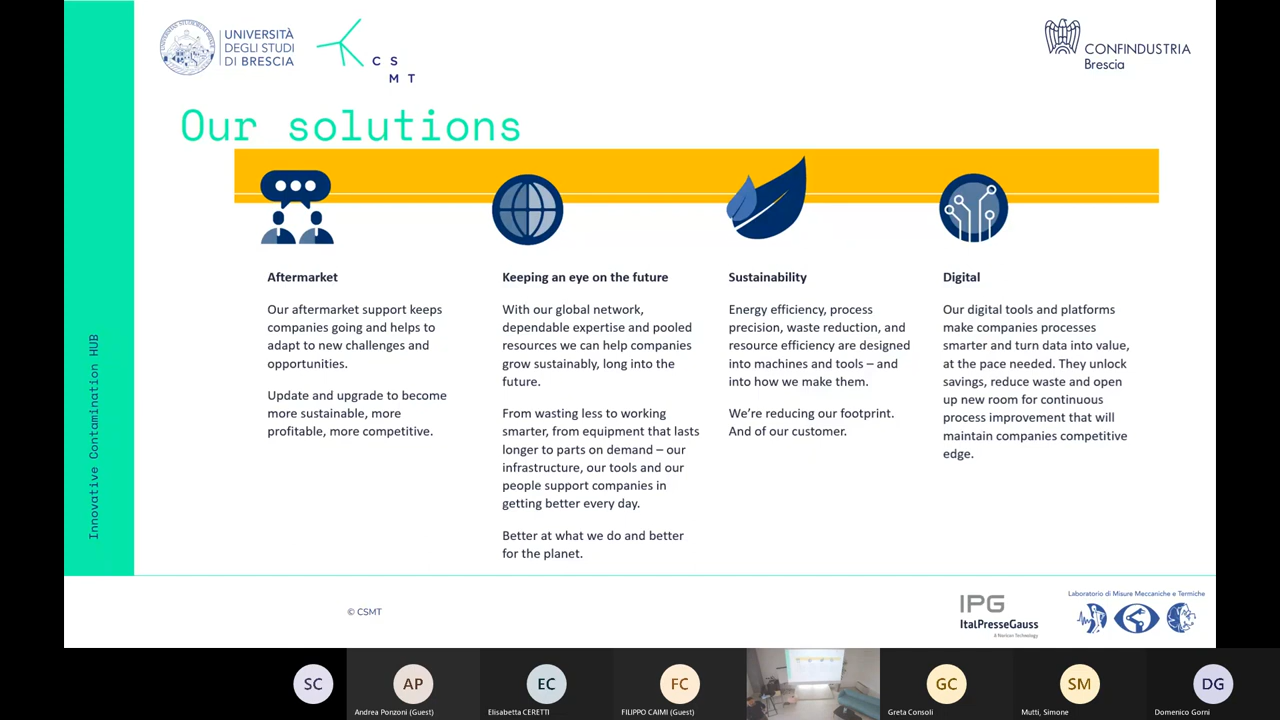 UNIVERSITÀ
DEGLI STUDI
DI BRESCIA
C S
M T
CONFINDUSTRIA
Brescia
Our solutions
Innovative Contamination HUB
Aftermarket
Our aftermarket support keeps
companies going and helps to
adapt to new challenges and
opportunities.
Update and upgrade to become
more sustainable, more
profitable, more competitive.
Keeping an eye on the future
With our global network,
dependable expertise and pooled
resources we can help companies
grow sustainably, long into the
future.
From wasting less to working
smarter, from equipment that lasts
longer to parts on demand – our
infrastructure, our tools and our
people support companies in
getting better every day.
Better at what we do and better
for the planet.
Sustainability
Energy efficiency, process
precision, waste reduction, and
resource efficiency are designed
into machines and tools – and
into how we make them.
We’re reducing our footprint.
And of our customer.
Digital
Our digital tools and platforms
make companies processes
smarter and turn data into value,
at the pace needed. They unlock
savings, reduce waste and open
up new room for continuous
process improvement that will
maintain companies competitive
edge.
© CSMT
IPG
ItalPresseGauss
A Norican Technology
Laboratorio di Misure Meccaniche e Termiche
SC
AP
Andrea Ponzoni (Guest)
EC
Elisabetta CERETTI
FC
FILIPPO CAIMI (Guest)
GC
Greta Consoli
SM
Mutti, Simone
DG
Domenico Gorni